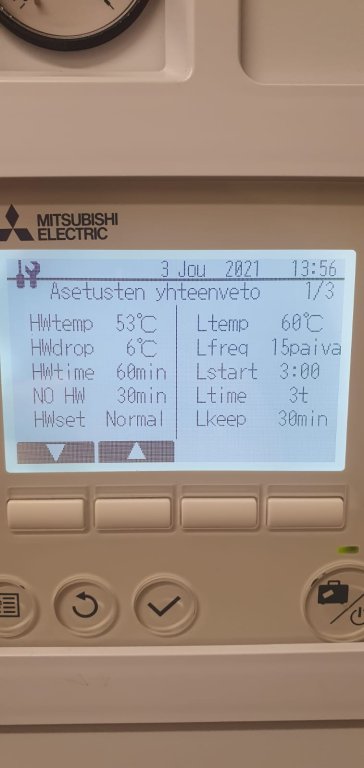 MITSUBISHI
ELECTRIC
3 Jou 2021 13:56
Asetusten yhteenveto 1/3
HWtemp 53℃ Ltemp 60℃
HWdrop 6℃ Lfreq 15paiva
HWtime 60min Lstart 3:00
NO HW 30min Ltime 3t
HWset Normal Lkeep 30min